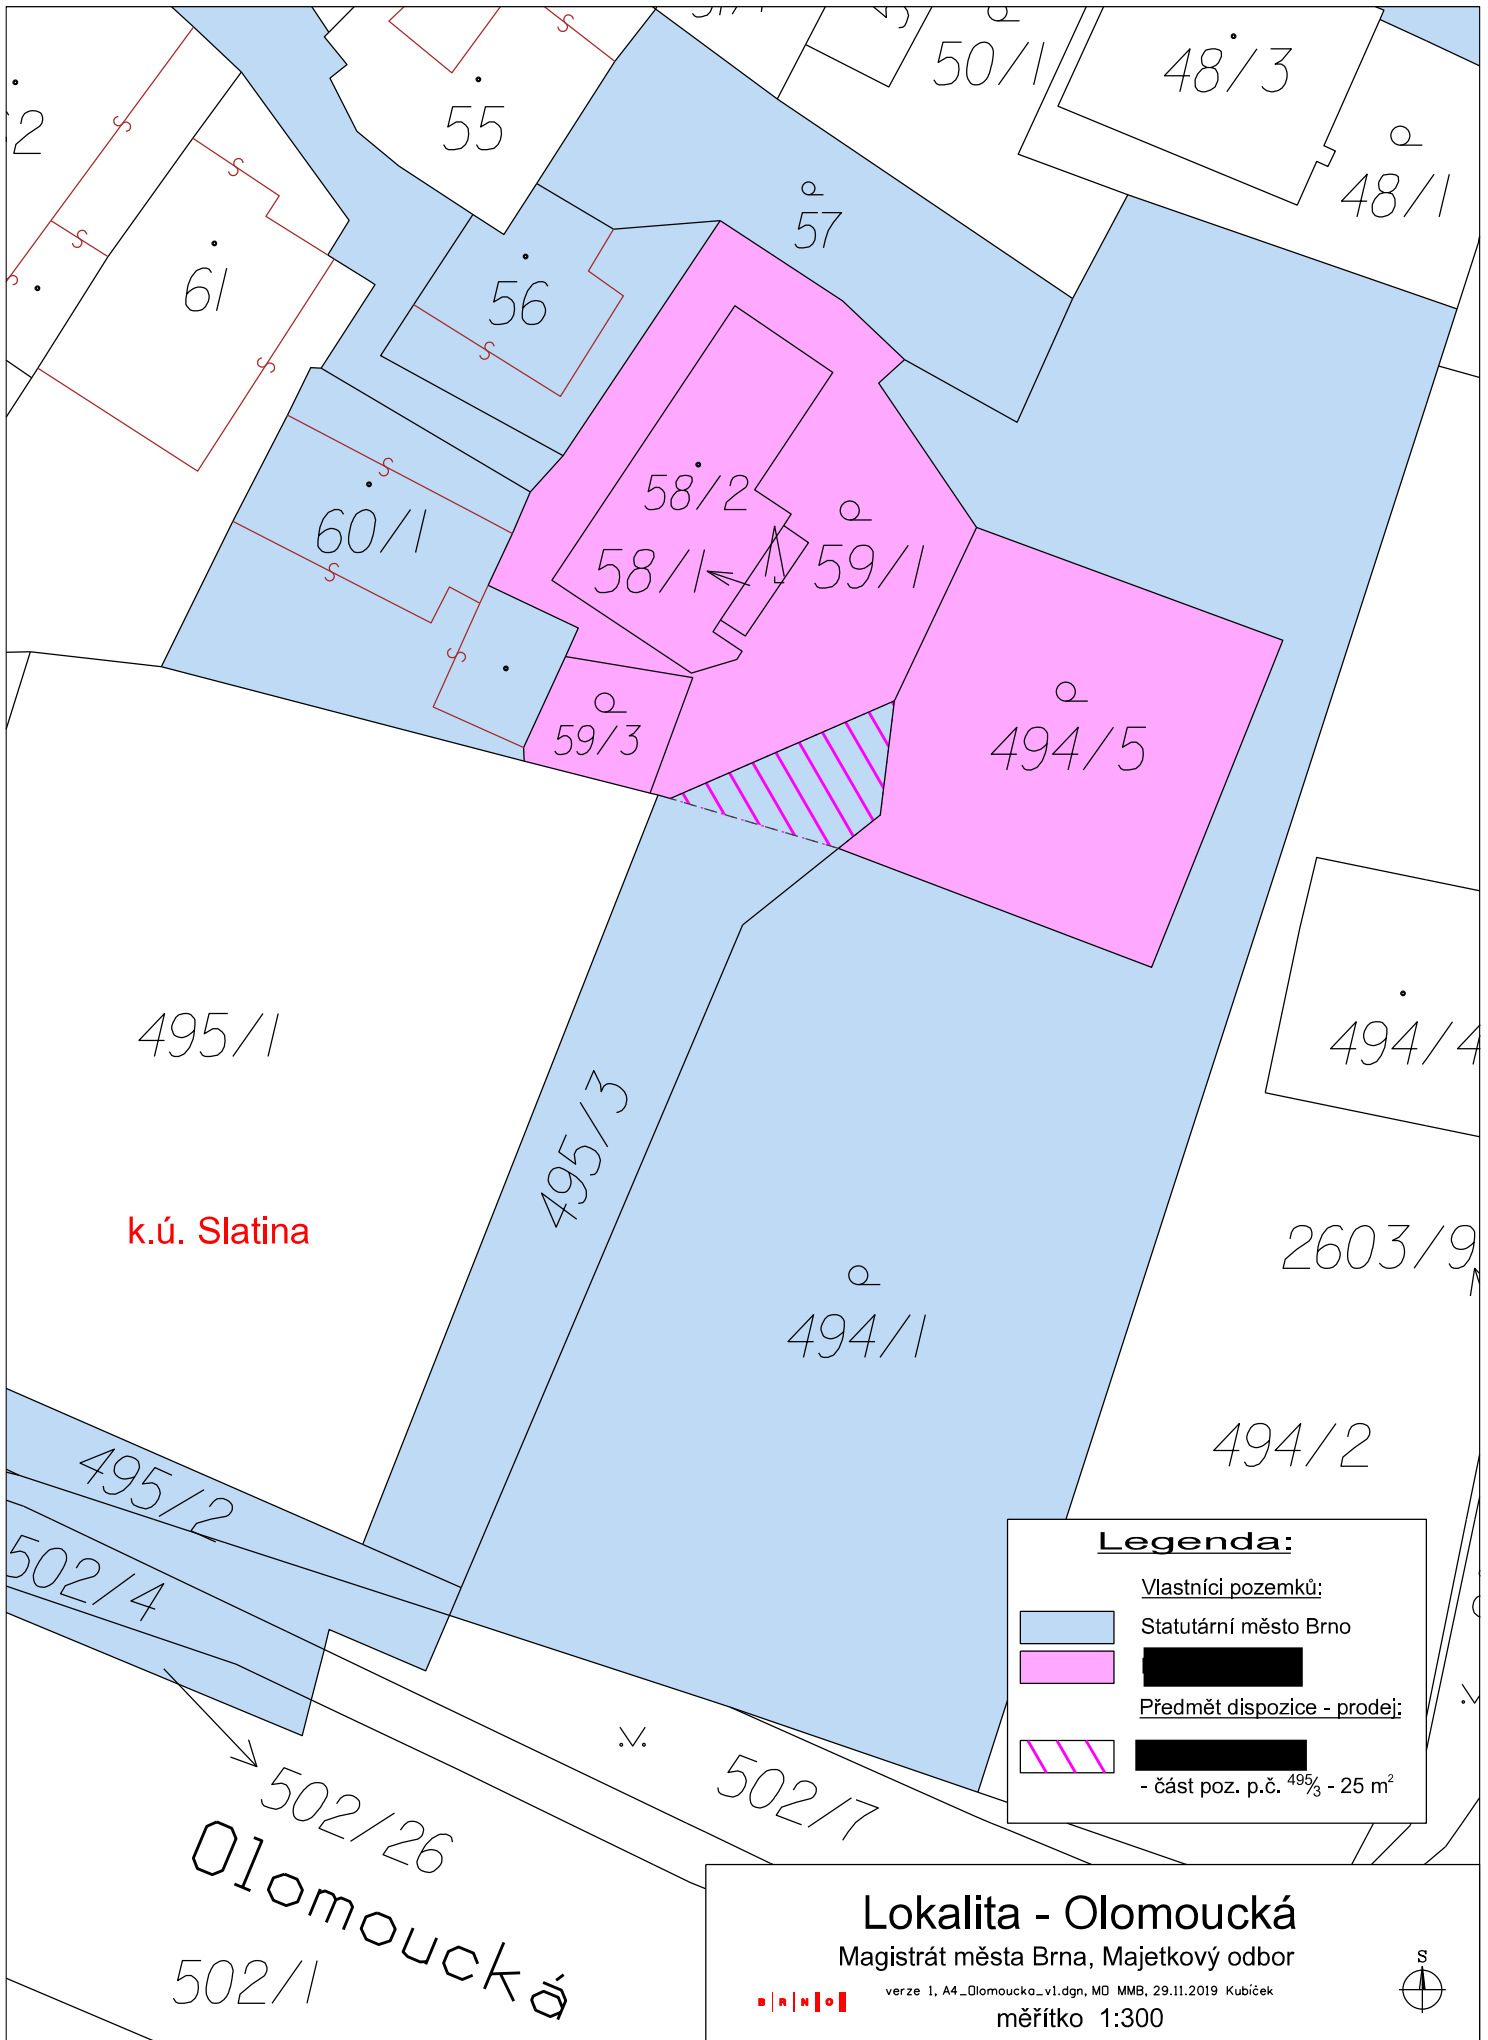 50/1
48/3
55
48/1
57
61
56
58/2
60/1
58/1
59/1
59/3
494/5
495/1
494/4
495/3
k.ú. Slatina
2603/9
494/1
494/2
495/2
502/4
Legenda:
Vlastníci pozemků:
Statutární město Brno
Předmět dispozice - prodej:
- část poz. p.č. 495/3 - 25 m²
502/7
502/26
Olomoucká
502/1
Lokalita - Olomoucká
Magistrát města Brna, Majetkový odbor
verze 1, A4_Olomoucka_v1.dgn, MO MMB, 29.11.2019 Kubíček
měřítko 1:300
B R N O
S